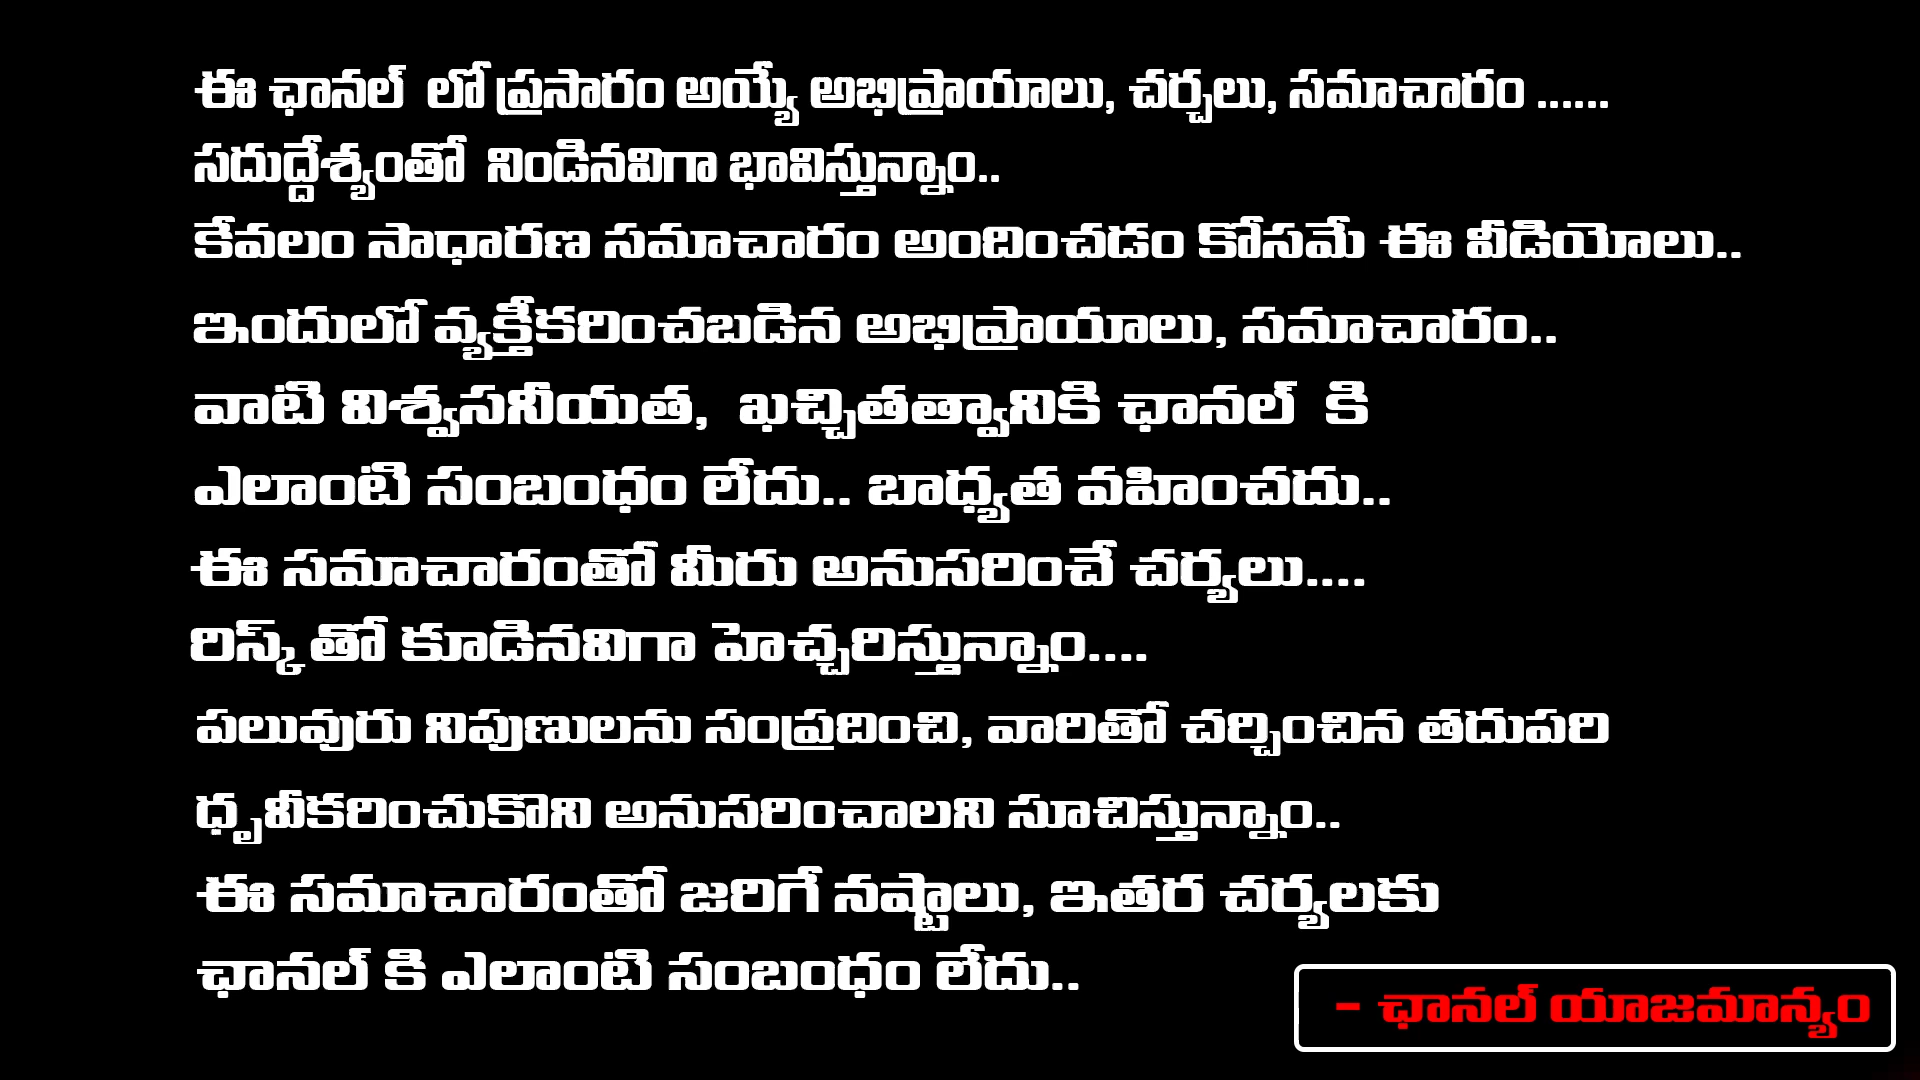 ఈ ఛానల్ లో ప్రసారం అయ్యే అభిప్రాయాలు, చర్చలు, సమాచారం ......
సదుద్దేశ్యంతో నిండినవిగా భావిస్తున్నాం..
కేవలం సాధారణ సమాచారం అందించడం కోసమే ఈ వీడియోలు..
ఇందులో వ్యక్తీకరించబడిన అభిప్రాయాలు, సమాచారం..
వాటి విశ్వసనీయత, ఖచ్చితత్వానికి ఛానల్ కి
ఎలాంటి సంబంధం లేదు.. బాధ్యత వహించదు..
ఈ సమాచారంతో మీరు అనుసరించే చర్యలు....
రిస్క్ తో కూడినవిగా హెచ్చరిస్తున్నాం....
పలువురు నిపుణులను సంప్రదించి, వారితో చర్చించిన తదుపరి
ధృవీకరించుకొని అనుసరించాలని సూచిస్తున్నాం..
ఈ సమాచారంతో జరిగే నష్టాలు, ఇతర చర్యలకు
ఛానల్ కి ఎలాంటి సంబంధం లేదు..
- ఛానల్ యాజమాన్యం